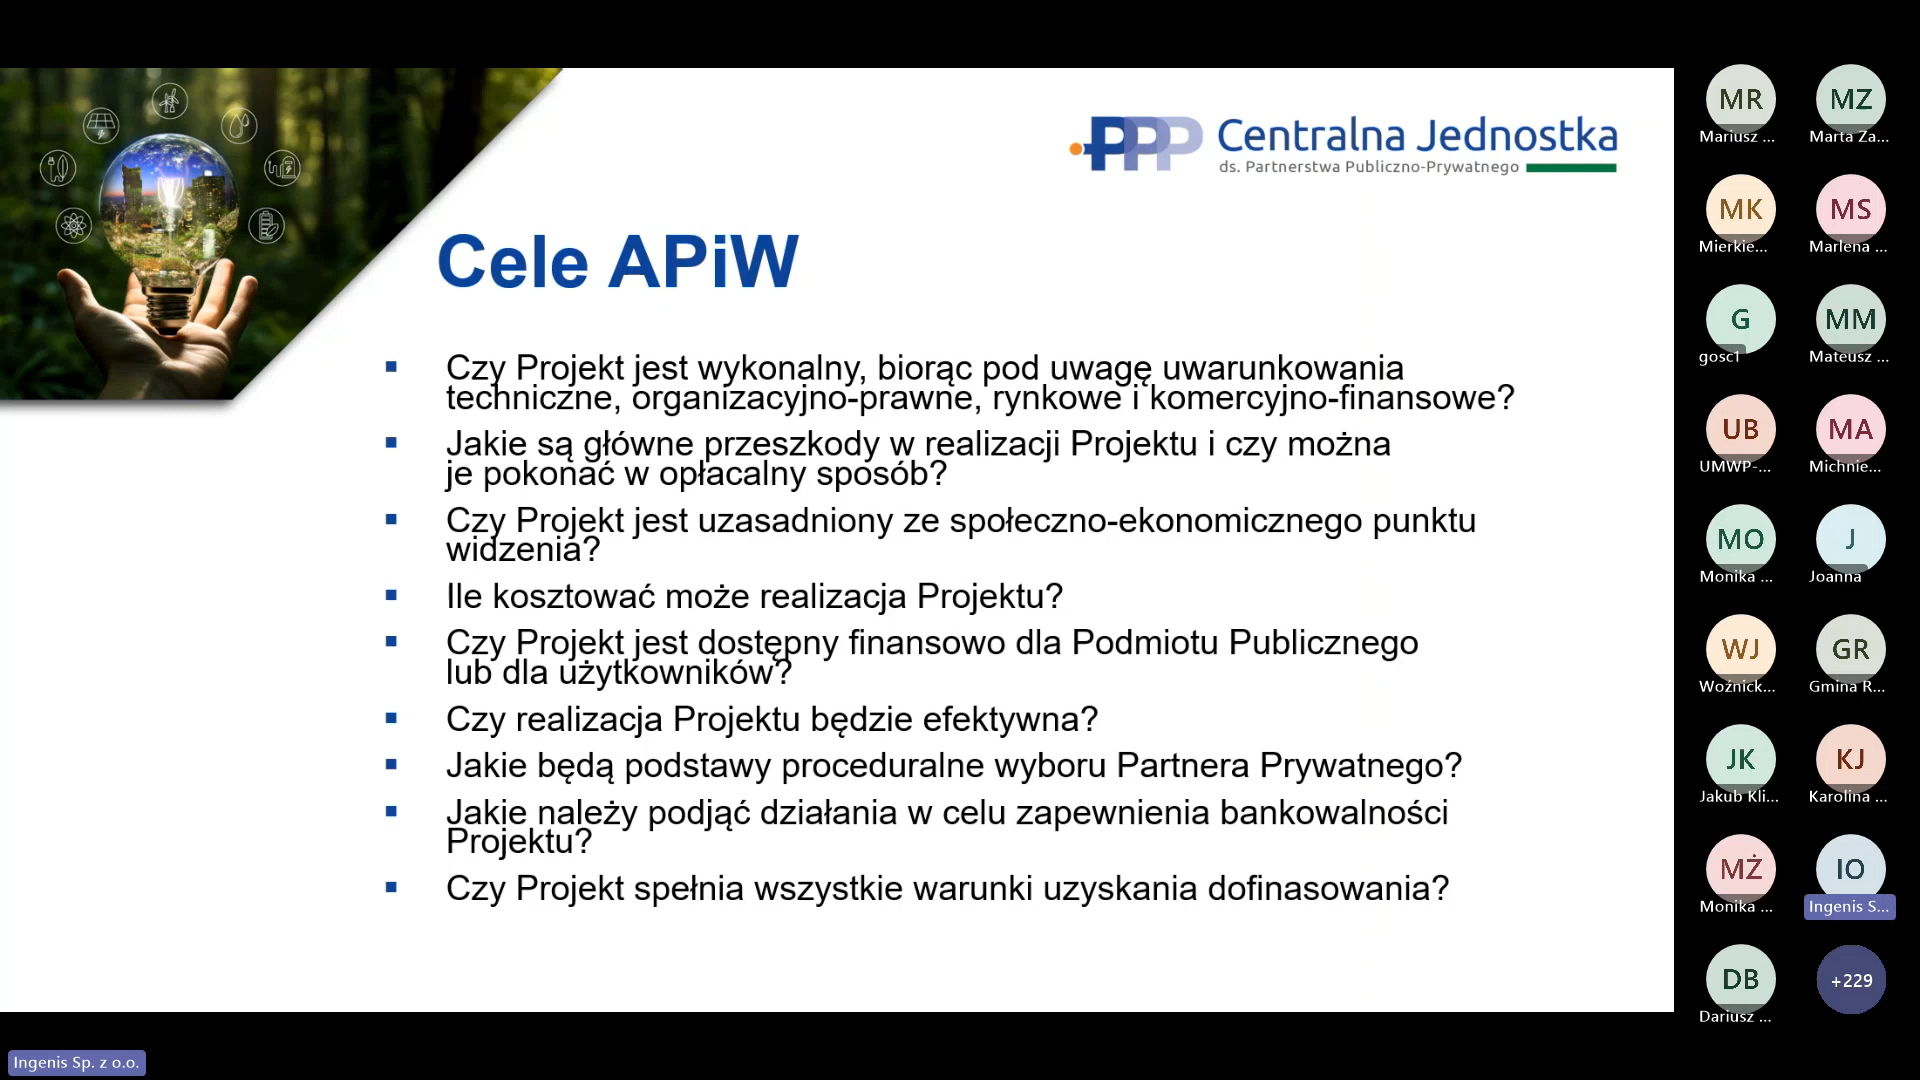 PPP Centralna Jednostka
ds. Partnerstwa Publiczno-Prywatnego
Cele APiW
Czy Projekt jest wykonalny, biorąc pod uwagę uwarunkowania
techniczne, organizacyjno-prawne, rynkowe i komercyjno-finansowe?
Jakie są główne przeszkody w realizacji Projektu i czy można
je pokonać w opłacalny sposób?
Czy Projekt jest uzasadniony ze społeczno-ekonomicznego punktu
widzenia?
Ile kosztować może realizacja Projektu?
Czy Projekt jest dostępny finansowo dla Podmiotu Publicznego
lub dla użytkowników?
Czy realizacja Projektu będzie efektywna?
Jakie będą podstawy proceduralne wyboru Partnera Prywatnego?
Jakie należy podjąć działania w celu zapewnienia bankowalności
Projektu?
Czy Projekt spełnia wszystkie warunki uzyskania dofinasowania?
MR MZ
Mariusz ... Marta Za...
MK MS
Mierkie... Marlena ...
G MM
gosc1 Mateusz ...
UB MA
UMWP-... Michnie...
MO J
Monika ... Joanna
WJ GR
Woźnick... Gmina R...
JK KJ
Jakub Kli... Karolina ...
MŻ IO
Monika ... Ingenis S...
DB +229
Dariusz ...
Ingenis Sp. z o.o.